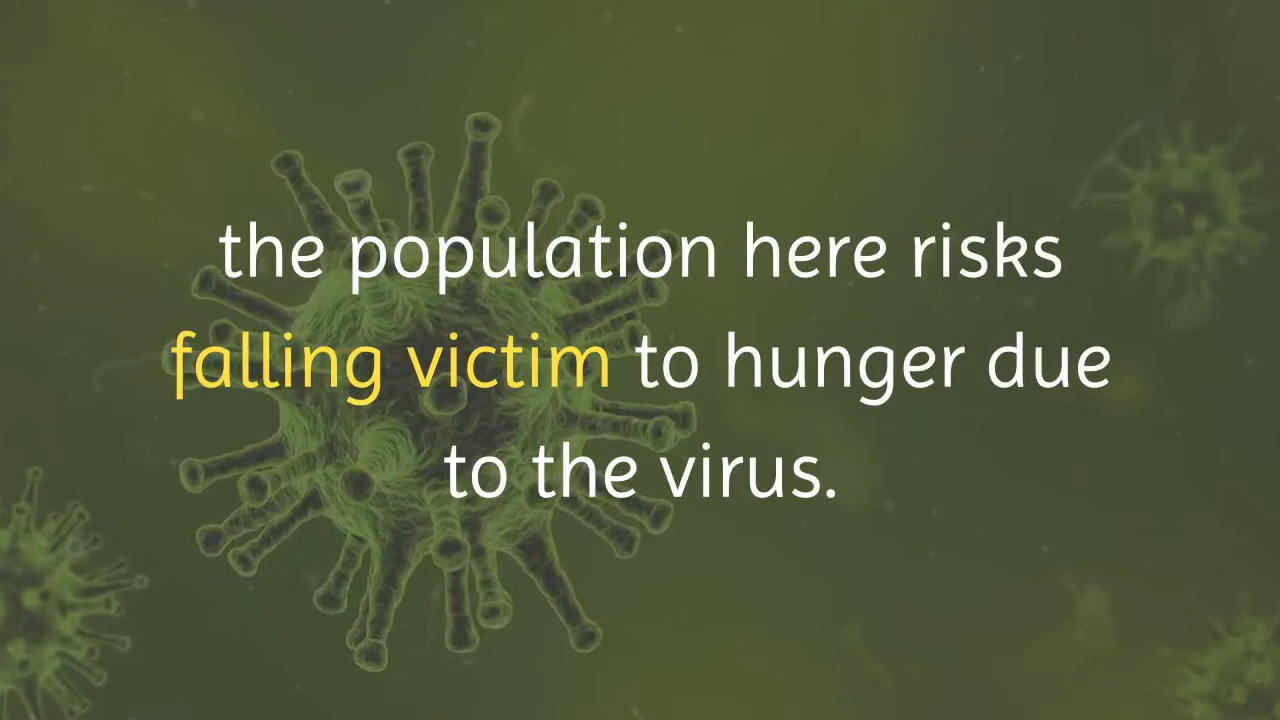 the population here risks
falling victim to hunger due
to the virus.